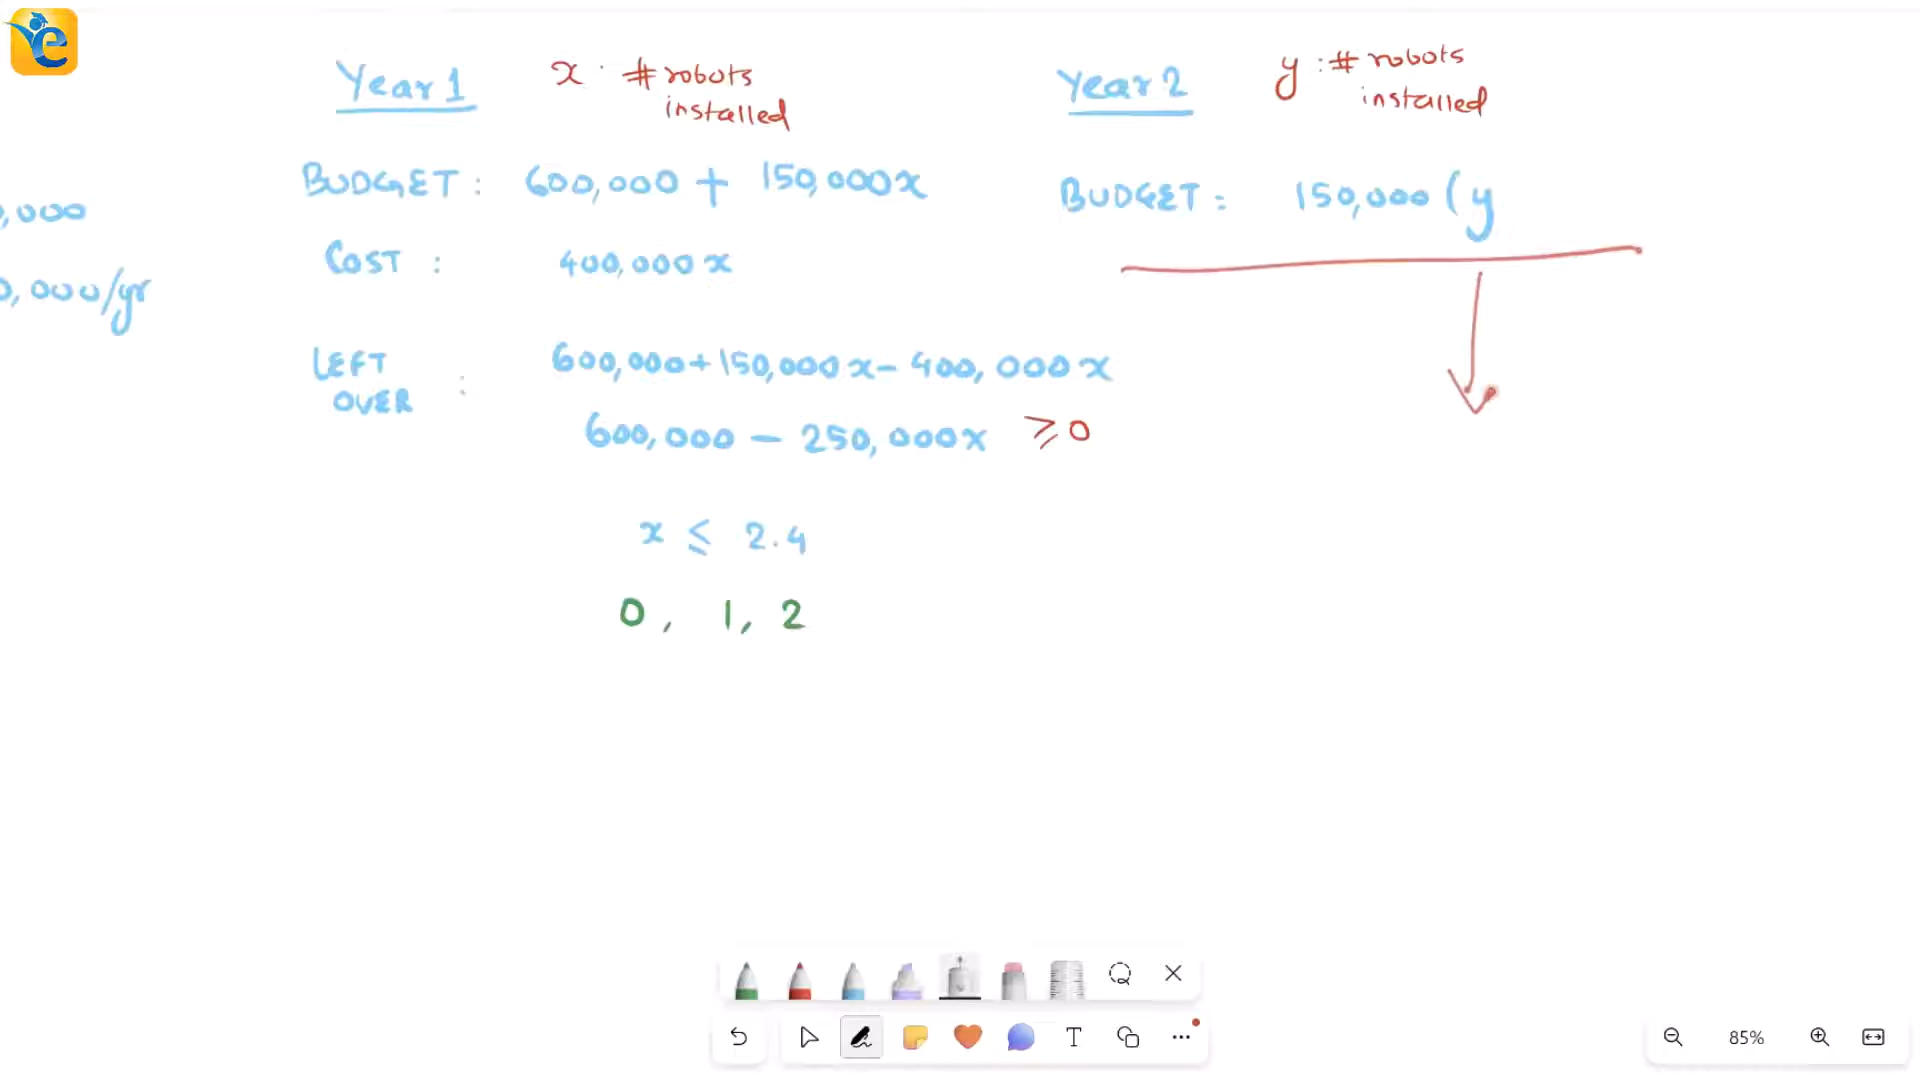 e
Year 1
x : # robots
installed
BUDGET : 600,000 + 150,000x
COST : 400,000 x
LEFT
OVER : 600,000+150,000x - 400,000x
600,000 - 250,000x ≥ 0
x ≤ 2.4
0, 1, 2
,000
0,000/yr
Year 2
y : # robots
installed
BUDGET : 150,000 (y
T
85%